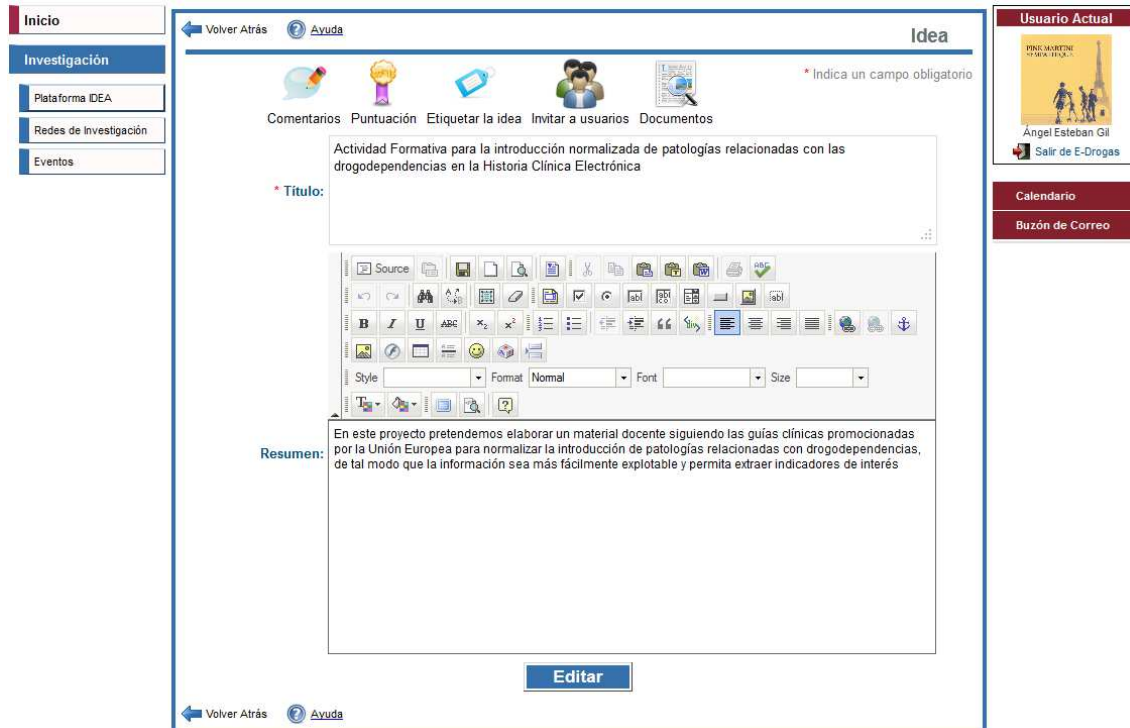 Inicio
Investigación
Plataforma IDEA
Redes de Investigación
Eventos
Volver Atrás
Ayuda
Idea
Comentarios
Puntuación
Etiquetar la idea
Invitar a usuarios
Documentos
* Indica un campo obligatorio
* Título:
Actividad Formativa para la introducción normalizada de patologías relacionadas con las
drogodependencias en la Historia Clínica Electrónica
Source
Style
Format Normal
Font
Size
Resumen:
En este proyecto pretendemos elaborar un material docente siguiendo las guías clínicas promocionadas
por la Unión Europea para normalizar la introducción de patologías relacionadas con drogodependencias,
de tal modo que la información sea más fácilmente explotable y permita extraer indicadores de interés
Editar
Volver Atrás
Ayuda
Usuario Actual
PINK MARTINI
Ángel Esteban Gil
Salir de E-Drogas
Calendario
Buzón de Correo